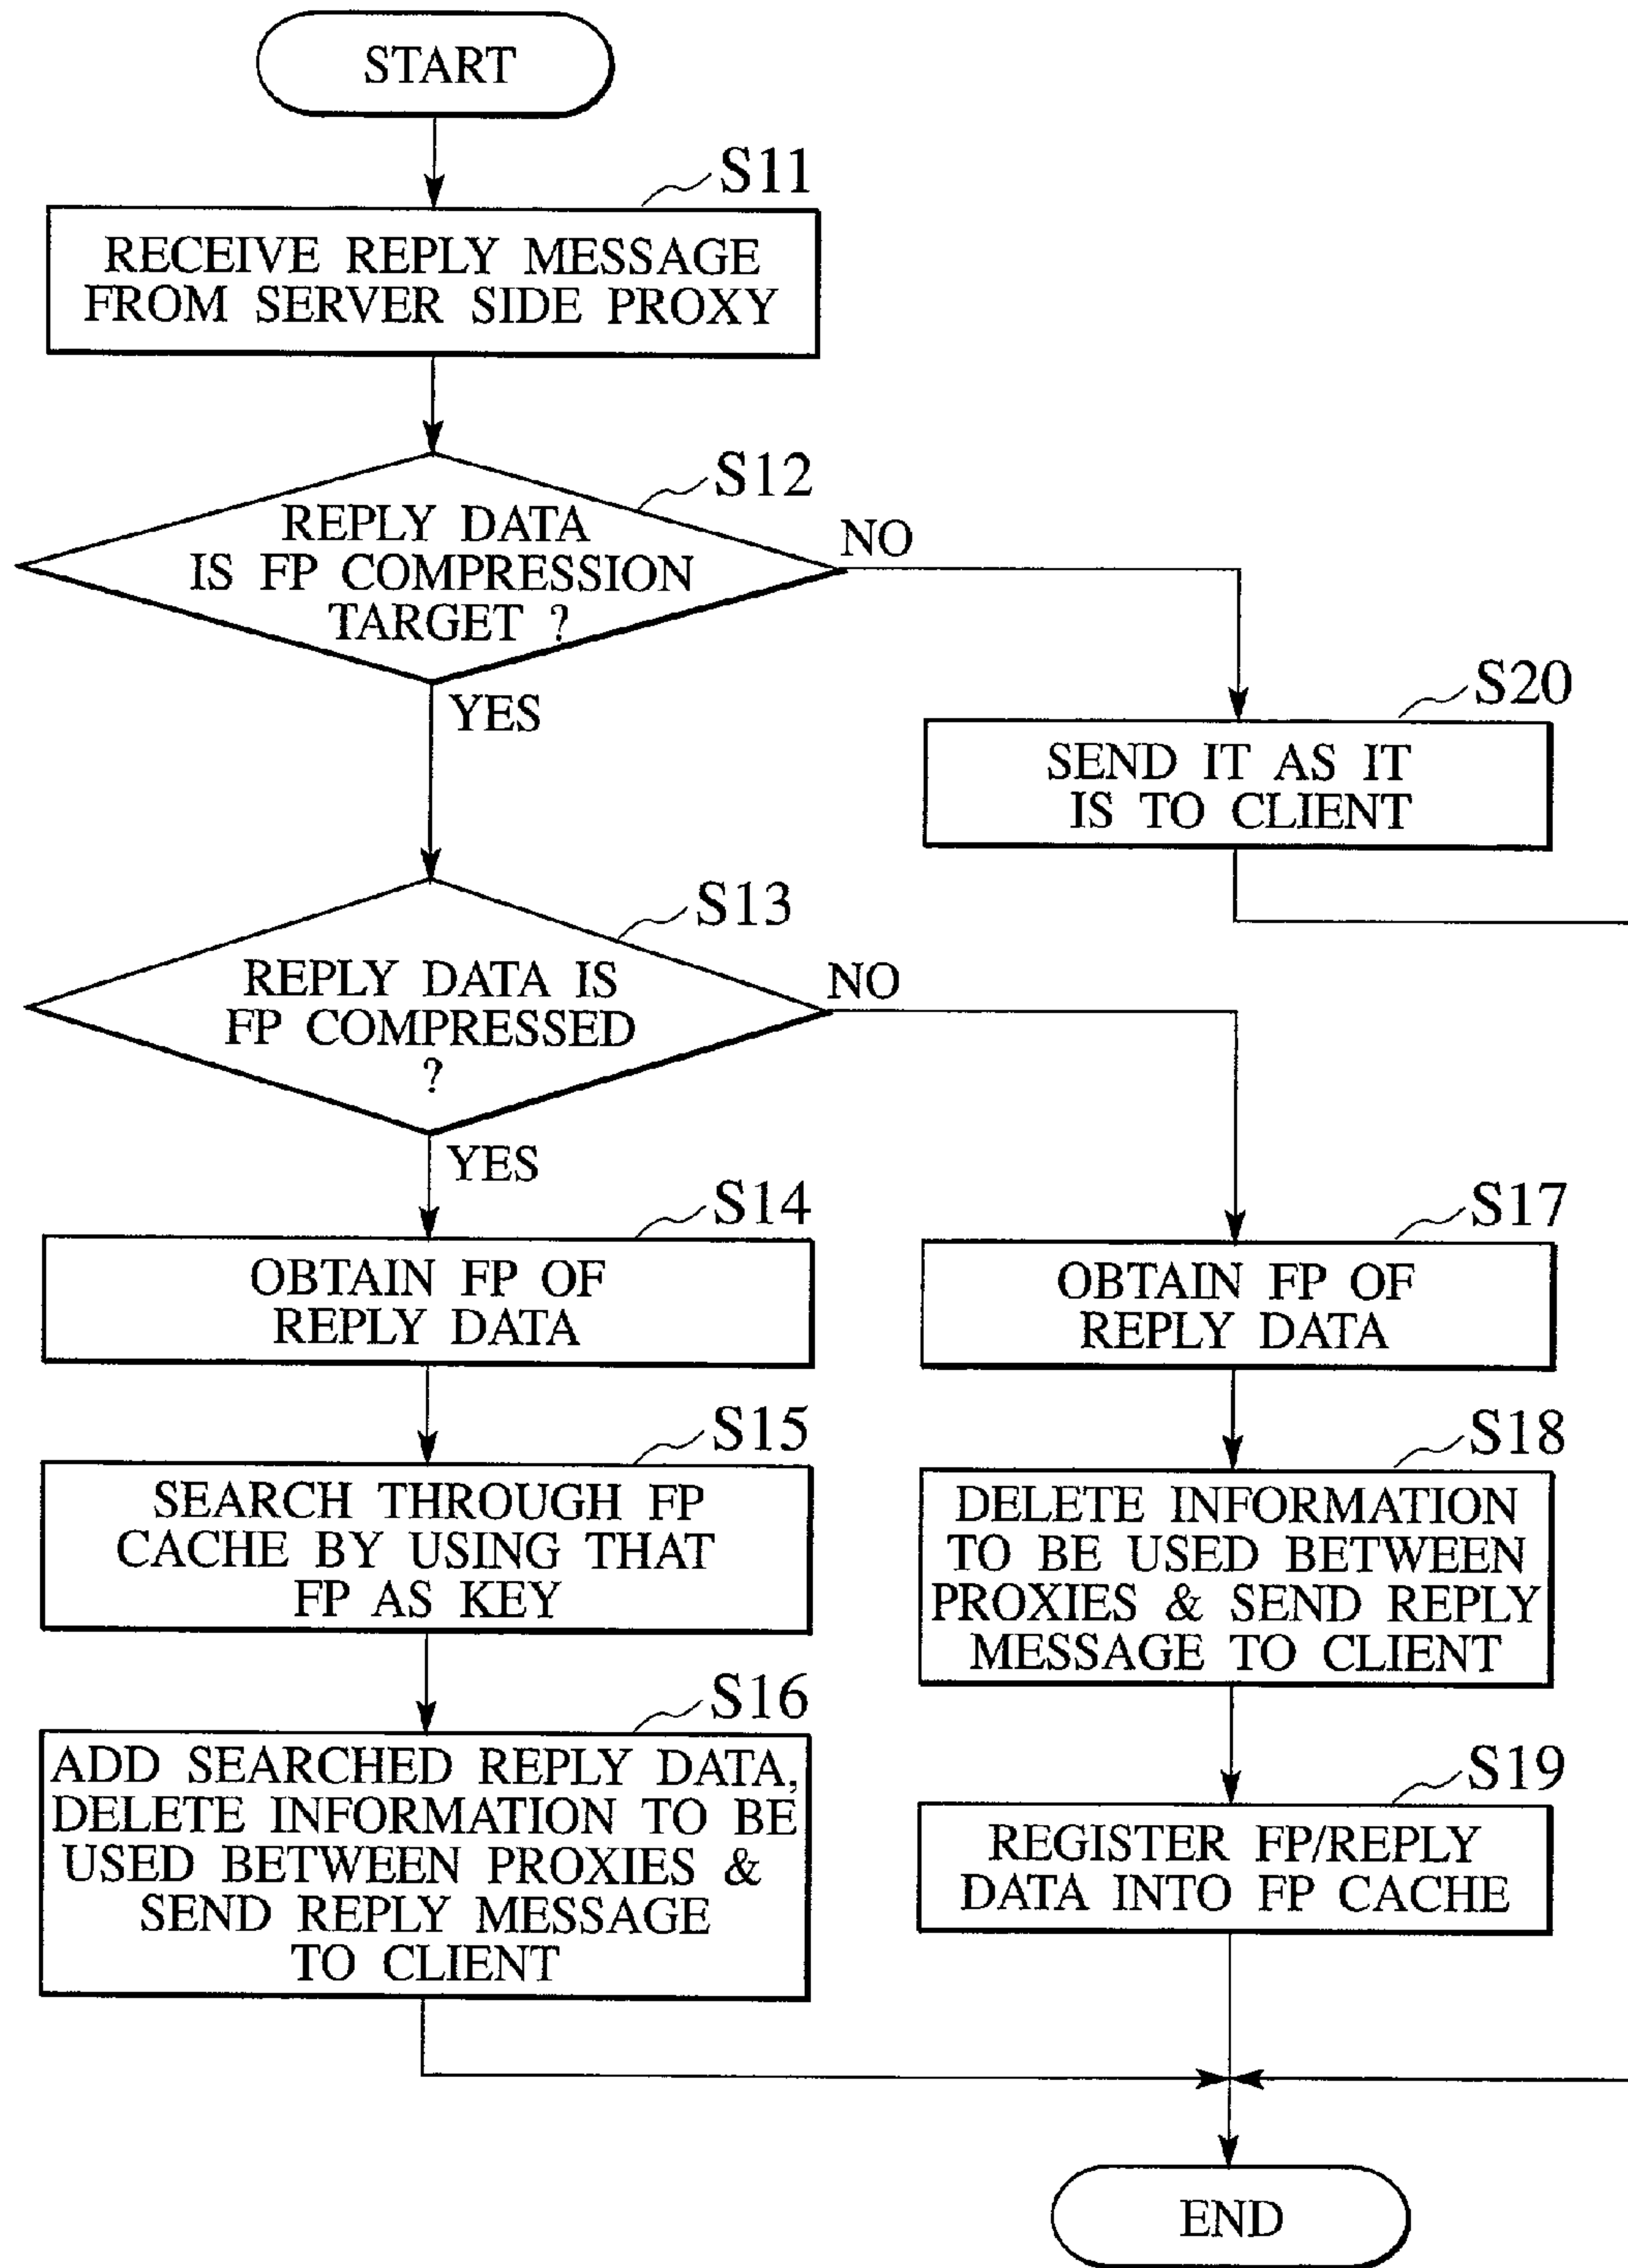 START
S11
RECEIVE REPLY MESSAGE
FROM SERVER SIDE PROXY
S12
REPLY DATA
IS FP COMPRESSION
TARGET ?
NO
YES
S20
SEND IT AS IT
IS TO CLIENT
S13
REPLY DATA IS
FP COMPRESSED
?
NO
YES
S14
OBTAIN FP OF
REPLY DATA
S15
SEARCH THROUGH FP
CACHE BY USING THAT
FP AS KEY
S16
ADD SEARCHED REPLY DATA,
DELETE INFORMATION TO BE
USED BETWEEN PROXIES &
SEND REPLY MESSAGE
TO CLIENT
S17
OBTAIN FP OF
REPLY DATA
S18
DELETE INFORMATION
TO BE USED BETWEEN
PROXIES & SEND REPLY
MESSAGE TO CLIENT
S19
REGISTER FP/REPLY
DATA INTO FP CACHE
END